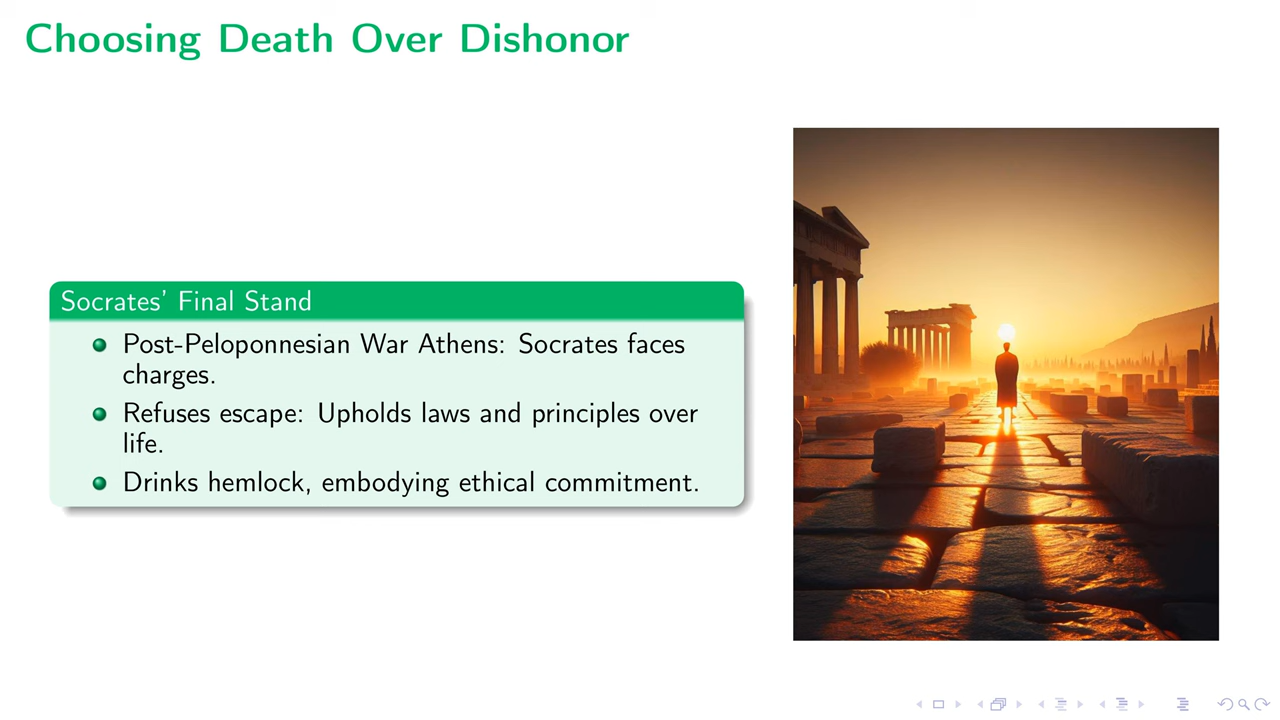 Choosing Death Over Dishonor
Socrates' Final Stand
Post-Peloponnesian War Athens: Socrates faces
charges.
Refuses escape: Upholds laws and principles over
life.
Drinks hemlock, embodying ethical commitment.